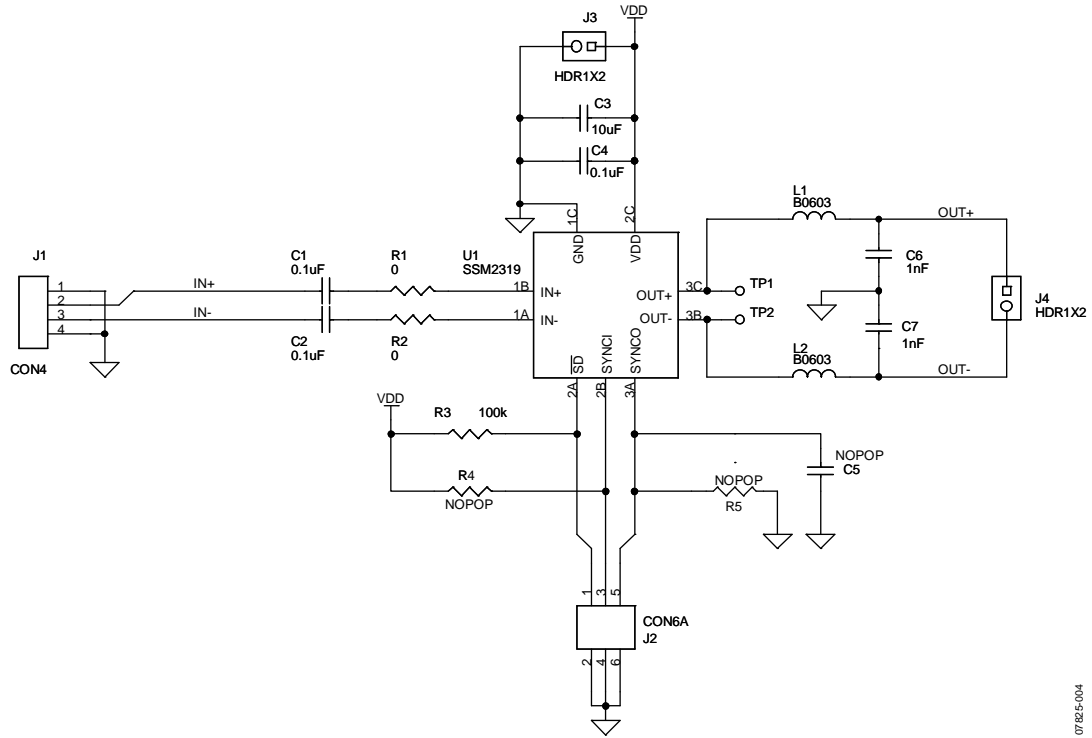 VDD
J3
HDR1X2
C3
10uF
C4
0.1uF
1C
2C
GND
VDD
U1
SSM2319
J1
1
2
3
4
CON4
IN+
IN-
C1
0.1uF
C2
0.1uF
R1
0
R2
0
1B
IN+
1A
IN-
OUT+
3C
TP1
OUT-
3B
TP2
SD
SYNCI
SYNCO
2A
2B
3A
L1
B0603
OUT+
C6
1nF
C7
1nF
J4
HDR1X2
L2
B0603
OUT-
VDD
R3
100k
R4
NOPOP
NOPOP
R5
NOPOP
C5
1
3
5
CON6A
J2
2
4
6
07825-004